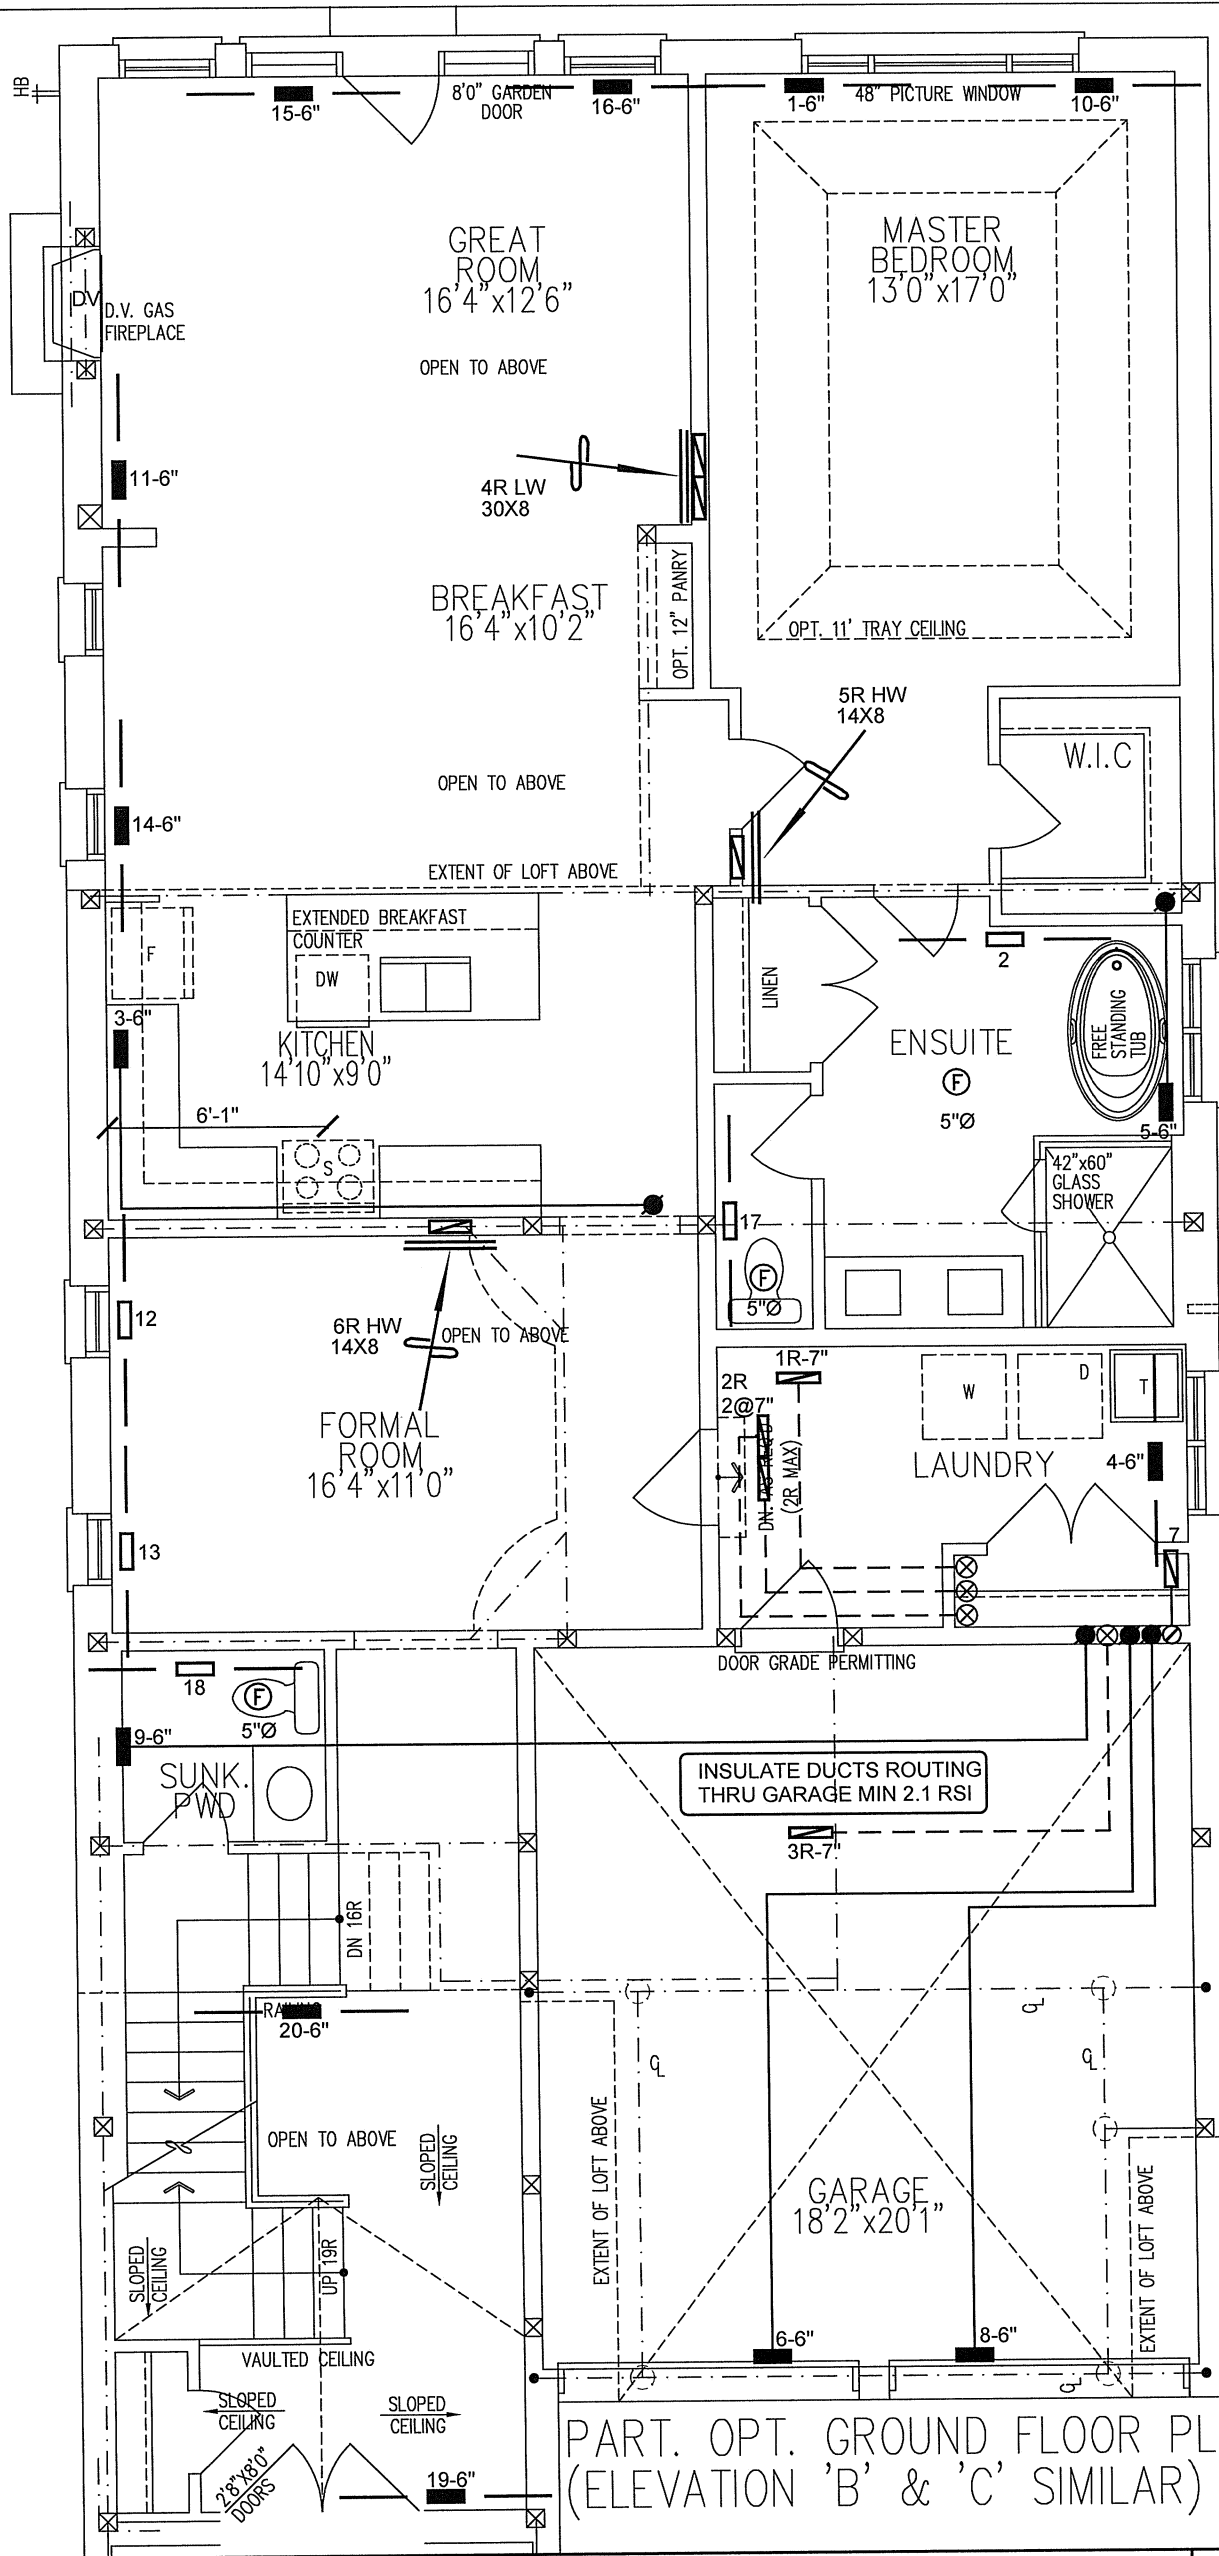 HB
15-6"
8'0" GARDEN
DOOR
16-6"
1-6"
48" PICTURE WINDOW
10-6"
GREAT
ROOM
16'4"x12'6"
MASTER
BEDROOM
13'0"x17'0"
D.V.
D.V. GAS
FIREPLACE
OPEN TO ABOVE
11-6"
4R LW
30X8
BREAKFAST
16'4"x10'2"
OPT. 12" PANRY
OPT. 11' TRAY CEILING
5R HW
14X8
W.I.C
OPEN TO ABOVE
14-6"
EXTENT OF LOFT ABOVE
EXTENDED BREAKFAST
COUNTER
F
DW
2
LINEN
3-6"
KITCHEN
14'10"x9'0"
ENSUITE
F
5"Ø
FREE
STANDING
TUB
6'-1"
5-6"
S
42"x60"
GLASS
SHOWER
17
F
5"Ø
12
6R HW
14X8
OPEN TO ABOVE
1R-7"
2R
2@7"
W
D
T
FORMAL
ROOM
16'4"x11'0"
DN. AS REQ'D
(2R MAX)
LAUNDRY
4-6"
13
7
DOOR GRADE PERMITTING
18
F
5"Ø
9-6"
SUNK.
PWD
INSULATE DUCTS ROUTING
THRU GARAGE MIN 2.1 RSI
3R-7"
DN 16R
RAILING
20-6"
CL
CL
CL
OPEN TO ABOVE
SLOPED
CEILING
EXTENT OF LOFT ABOVE
GARAGE
18'2"x20'1"
EXTENT OF LOFT ABOVE
SLOPED
CEILING
UP 19R
6-6"
8-6"
VAULTED CEILING
CL
SLOPED
CEILING
SLOPED
CEILING
PART. OPT. GROUND FLOOR PL
(ELEVATION 'B' & 'C' SIMILAR)
2'8"X8'0"
DOORS
19-6"